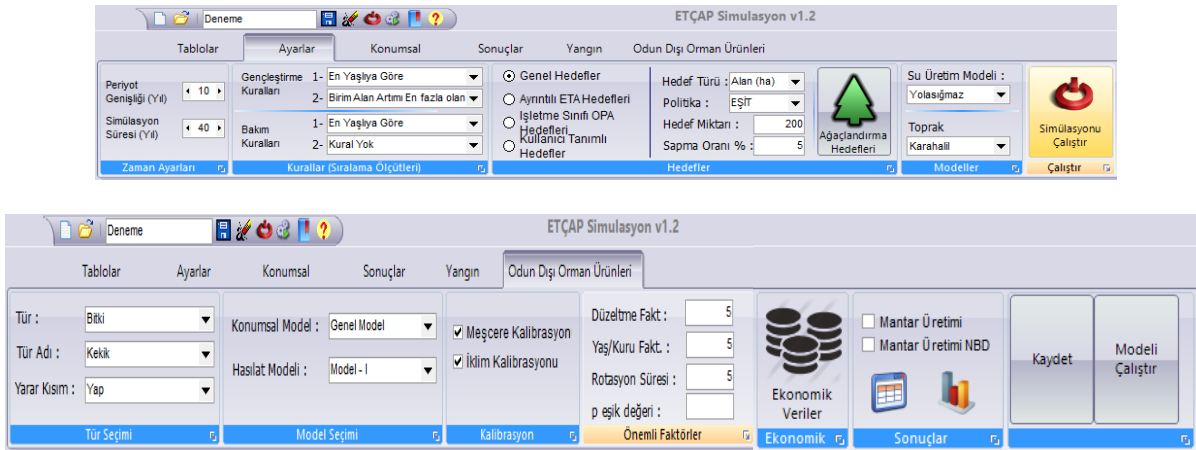 Deneme
ETÇAP Simulasyon v1.2
Tablolar Ayarlar Konumsal Sonuçlar Yangın Odun Dışı Orman Ürünleri
Periyot
Genişliği (Yıl) 10
Simülasyon
Süresi (Yıl) 40
Zaman Ayarları
Gençleştirme 1- En Yaşlıya Göre
Kuralları 2- Birim Alan Artımı En fazla olan
Bakım 1- En Yaşlıya Göre
Kuralları 2- Kural Yok
Kurallar (Sıralama Ölçütleri)
Genel Hedefler
Ayrıntılı ETA Hedefleri
İşletme Sınıfı OPA
Hedefleri
Kullanıcı Tanımlı
Hedefler
Hedef Türü : Alan (ha)
Politika : EŞİT
Hedef Miktarı : 200
Sapma Oranı % : 5
Ağaçlandırma
Hedefleri
Hedefler
Su Üretim Modeli :
Yolasığmaz
Toprak
Karahalil
Modeller
Simülasyonu
Çalıştır
Çalıştır
Deneme
ETÇAP Simulasyon v1.2
Tablolar Ayarlar Konumsal Sonuçlar Yangın Odun Dışı Orman Ürünleri
Tür : Bitki
Tür Adı : Kekik
Yarar Kısım : Yap
Tür Seçimi
Konumsal Model : Genel Model
Hasılat Modeli : Model - I
Model Seçimi
Meşcere Kalibrasyon
İklim Kalibrasyonu
Kalibrasyon
Düzeltme Fakt : 5
Yaş/Kuru Fakt. : 5
Rotasyon Süresi : 5
p eşik değeri :
Önemli Faktörler
Ekonomik
Veriler
Ekonomik
Mantar Üretimi
Mantar Üretimi NBD
Sonuçlar
Kaydet
Modeli
Çalıştır